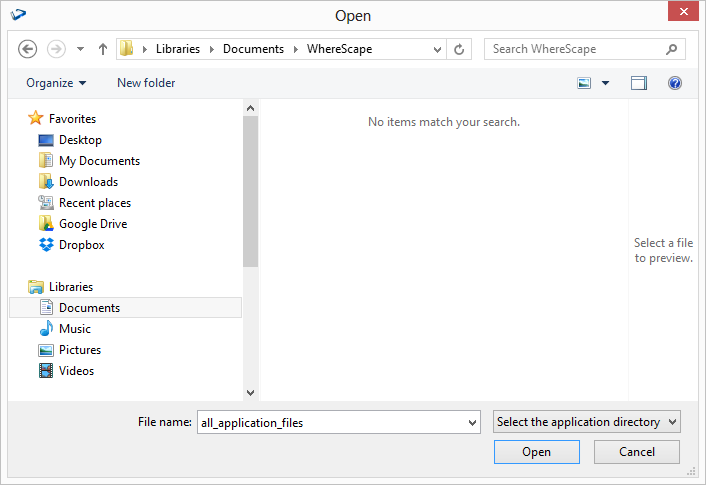 Open
Libraries Documents WhereScape
Search WhereScape
Organize
New folder
Favorites
Desktop
My Documents
Downloads
Recent places
Google Drive
Dropbox
Libraries
Documents
Music
Pictures
Videos
No items match your search.
Select a file
to preview.
File name:
all_application_files
Select the application directory
Open
Cancel